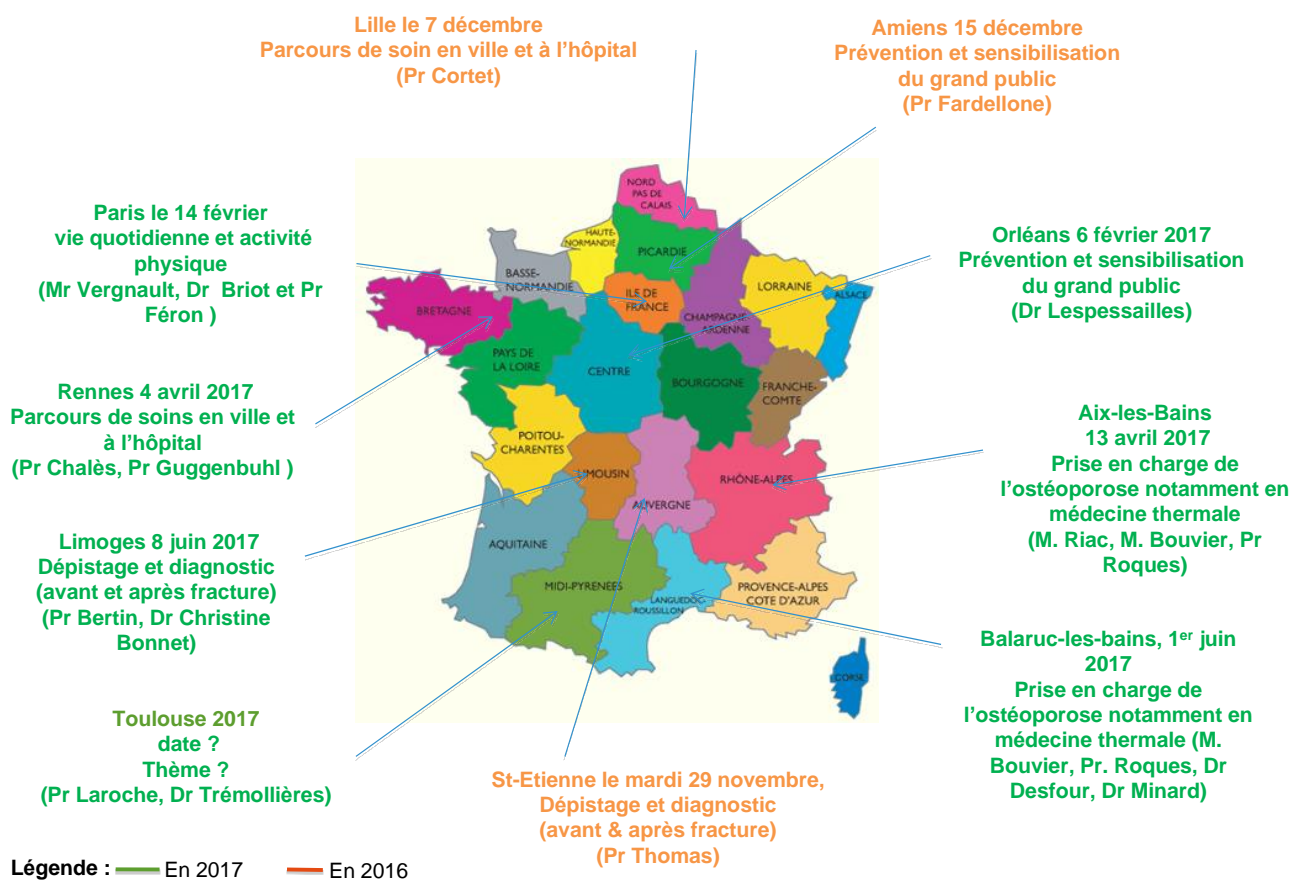 Lille le 7 décembre
Parcours de soin en ville et à l'hôpital
(Pr Cortet)
Amiens 15 décembre
Prévention et sensibilisation
du grand public
(Pr Fardellone)
Paris le 14 février
vie quotidienne et activité
physique
(Mr Vergnault, Dr Briot et Pr
Féron )
Orléans 6 février 2017
Prévention et sensibilisation
du grand public
(Dr Lespessailles)
Rennes 4 avril 2017
Parcours de soins en ville et
à l'hôpital
(Pr Chalès, Pr Guggenbuhl )
Aix-les-Bains
13 avril 2017
Prise en charge de
l'ostéoporose notamment en
médecine thermale
(M. Riac, M. Bouvier, Pr
Roques)
Limoges 8 juin 2017
Dépistage et diagnostic
(avant et après fracture)
(Pr Bertin, Dr Christine
Bonnet)
Balaruc-les-bains, 1er juin
2017
Prise en charge de
l'ostéoporose notamment en
médecine thermale (M.
Bouvier, Pr. Roques, Dr
Desfour, Dr Minard)
Toulouse 2017
date ?
Thème ?
(Pr Laroche, Dr Trémollières)
St-Etienne le mardi 29 novembre,
Dépistage et diagnostic
(avant & après fracture)
(Pr Thomas)
NORD
PAS DE
CALAIS
HAUTE-
NORMANDIE
PICARDIE
BASSE-
NORMANDIE
ILE DE
FRANCE
LORRAINE
ALSACE
BRETAGNE
CHAMPAGNE-
ARDENNE
PAYS DE
LA LOIRE
CENTRE
BOURGOGNE
FRANCHE-
COMTE
POITOU-
CHARENTES
LIMOUSIN
AUVERGNE
RHÔNE-ALPES
AQUITAINE
MIDI-PYRENÉES
LANGUEDOC-
ROUSSILLON
PROVENCE-ALPES
COTE D'AZUR
CORSE
Légende : En 2017 En 2016